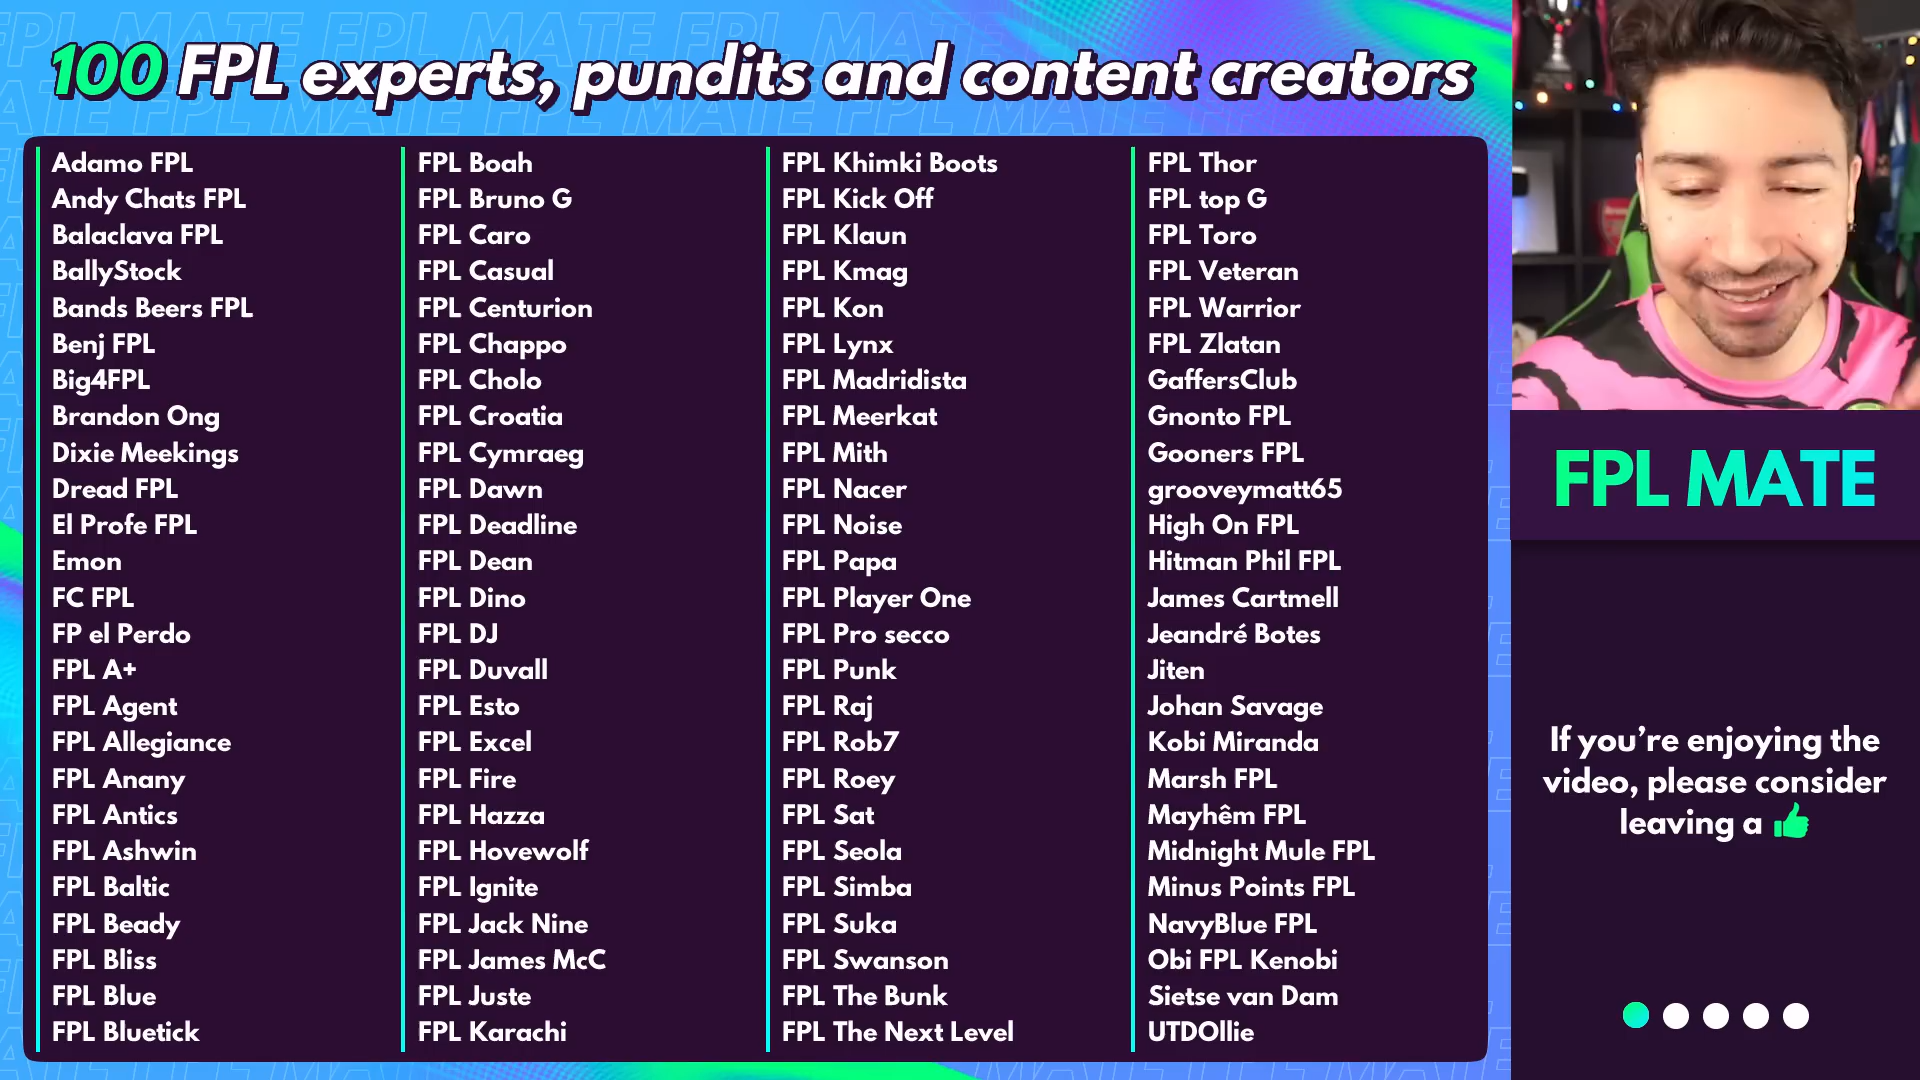 100 FPL experts, pundits and content creators
Adamo FPL
Andy Chats FPL
Balaclava FPL
BallyStock
Bands Beers FPL
Benj FPL
Big4FPL
Brandon Ong
Dixie Meekings
Dread FPL
El Profe FPL
Emon
FC FPL
FP el Perdo
FPL A+
FPL Agent
FPL Allegiance
FPL Anany
FPL Antics
FPL Ashwin
FPL Baltic
FPL Beady
FPL Bliss
FPL Blue
FPL Bluetick
FPL Boah
FPL Bruno G
FPL Caro
FPL Casual
FPL Centurion
FPL Chappo
FPL Cholo
FPL Croatia
FPL Cymraeg
FPL Dawn
FPL Deadline
FPL Dean
FPL Dino
FPL DJ
FPL Duvall
FPL Esto
FPL Excel
FPL Fire
FPL Hazza
FPL Hovewolf
FPL Ignite
FPL Jack Nine
FPL James McC
FPL Juste
FPL Karachi
FPL Khimki Boots
FPL Kick Off
FPL Klaun
FPL Kmag
FPL Kon
FPL Lynx
FPL Madridista
FPL Meerkat
FPL Mith
FPL Nacer
FPL Noise
FPL Papa
FPL Player One
FPL Pro secco
FPL Punk
FPL Raj
FPL Rob7
FPL Roey
FPL Sat
FPL Seola
FPL Simba
FPL Suka
FPL Swanson
FPL The Bunk
FPL The Next Level
FPL Thor
FPL top G
FPL Toro
FPL Veteran
FPL Warrior
FPL Zlatan
GaffersClub
Gnonto FPL
Gooners FPL
grooveymatt65
High On FPL
Hitman Phil FPL
James Cartmell
Jeandré Botes
Jiten
Johan Savage
Kobi Miranda
Marsh FPL
Mayhêm FPL
Midnight Mule FPL
Minus Points FPL
NavyBlue FPL
Obi FPL Kenobi
Sietse van Dam
UTDOllie
FPL MATE
If you're enjoying the
video, please consider
leaving a